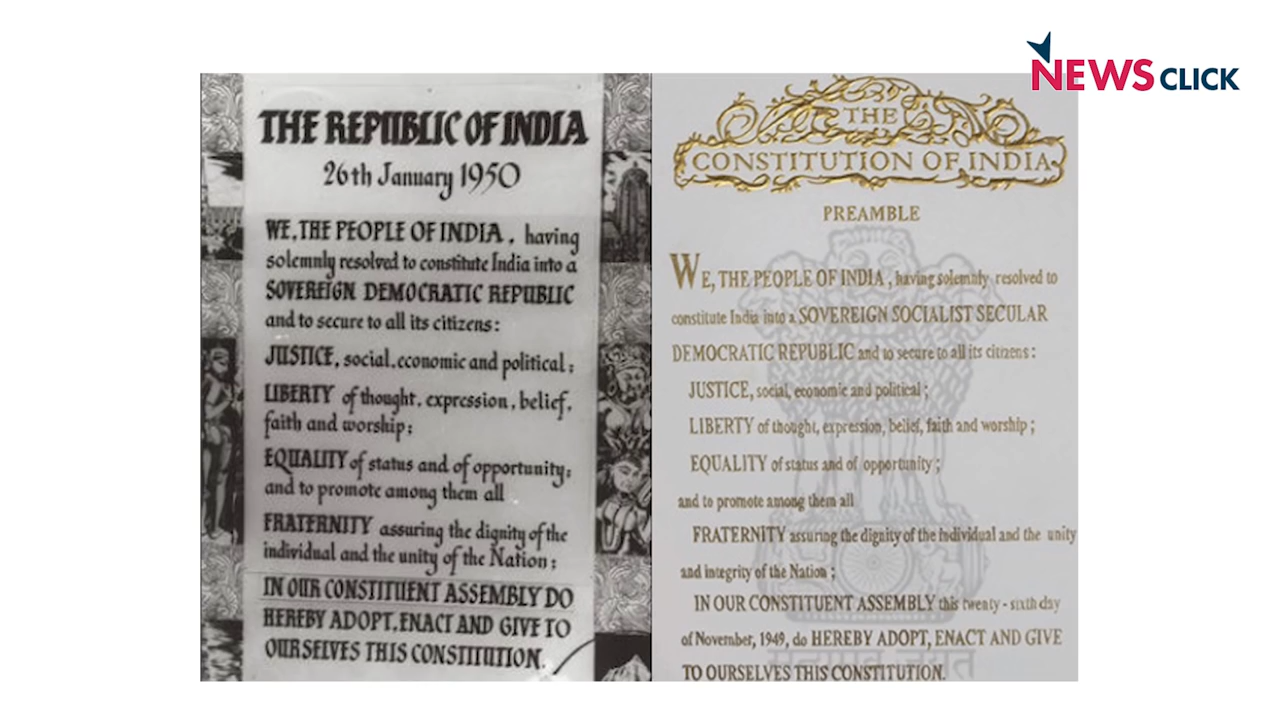 NEWS CLICK
THE REPUBLIC OF INDIA
26th January 1950
WE, THE PEOPLE OF INDIA, having
solemnly resolved to constitute India into a
SOVEREIGN DEMOCRATIC REPUBLIC
and to secure to all its citizens:
JUSTICE, social, economic and political;
LIBERTY of thought, expression, belief,
faith and worship;
EQUALITY of status and of opportunity;
and to promote among them all
FRATERNITY assuring the dignity of the
individual and the unity of the Nation;
IN OUR CONSTITUENT ASSEMBLY DO
HEREBY ADOPT, ENACT AND GIVE TO
OURSELVES THIS CONSTITUTION.
THE
CONSTITUTION OF INDIA
PREAMBLE
WE, THE PEOPLE OF INDIA, having solemnly resolved to
constitute India into a SOVEREIGN SOCIALIST SECULAR
DEMOCRATIC REPUBLIC and to secure to all its citizens:
JUSTICE, social, economic and political;
LIBERTY of thought, expression, belief, faith and worship;
EQUALITY of status and of opportunity;
and to promote among them all
FRATERNITY assuring the dignity of the individual and the unity
and integrity of the Nation;
IN OUR CONSTITUENT ASSEMBLY this twenty-sixth day
of November, 1949, do HEREBY ADOPT, ENACT AND GIVE
TO OURSELVES THIS CONSTITUTION.
सत्यमेव जयते